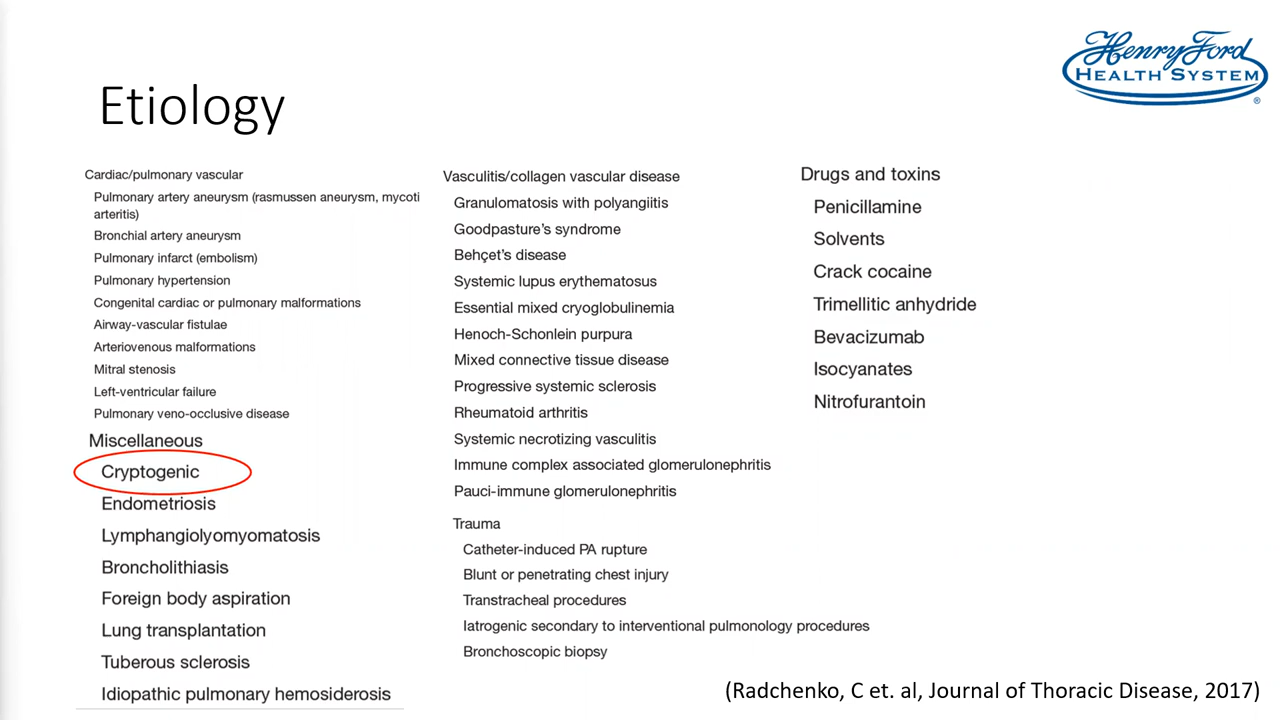 Henry Ford
HEALTH SYSTEM
®
Etiology
Cardiac/pulmonary vascular
Pulmonary artery aneurysm (rasmussen aneurysm, mycoti
arteritis)
Bronchial artery aneurysm
Pulmonary infarct (embolism)
Pulmonary hypertension
Congenital cardiac or pulmonary malformations
Airway-vascular fistulae
Arteriovenous malformations
Mitral stenosis
Left-ventricular failure
Pulmonary veno-occlusive disease
Miscellaneous
Cryptogenic
Endometriosis
Lymphangiolyomyomatosis
Broncholithiasis
Foreign body aspiration
Lung transplantation
Tuberous sclerosis
Idiopathic pulmonary hemosiderosis
Vasculitis/collagen vascular disease
Granulomatosis with polyangiitis
Goodpasture's syndrome
Behçet's disease
Systemic lupus erythematosus
Essential mixed cryoglobulinemia
Henoch-Schonlein purpura
Mixed connective tissue disease
Progressive systemic sclerosis
Rheumatoid arthritis
Systemic necrotizing vasculitis
Immune complex associated glomerulonephritis
Pauci-immune glomerulonephritis
Trauma
Catheter-induced PA rupture
Blunt or penetrating chest injury
Transtracheal procedures
Iatrogenic secondary to interventional pulmonology procedures
Bronchoscopic biopsy
Drugs and toxins
Penicillamine
Solvents
Crack cocaine
Trimellitic anhydride
Bevacizumab
Isocyanates
Nitrofurantoin
(Radchenko, C et. al, Journal of Thoracic Disease, 2017)